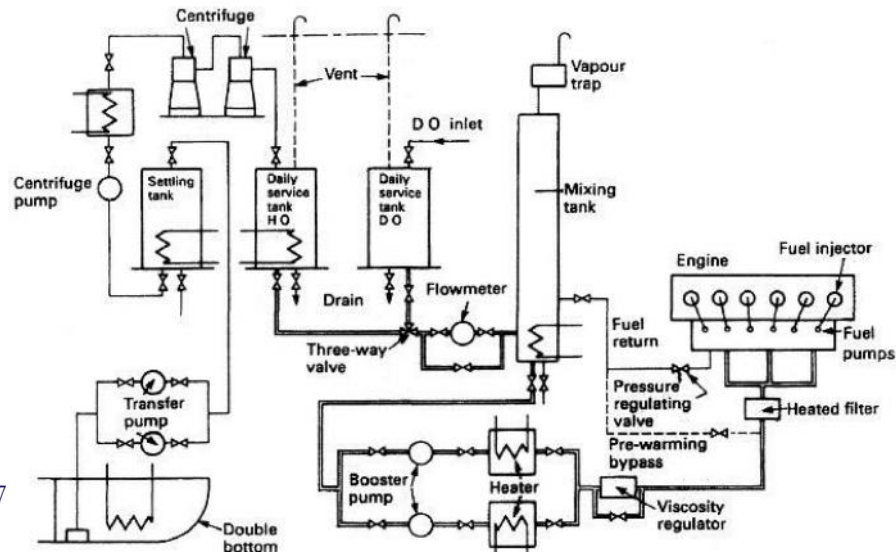 Centrifuge
Vent
Vapour
trap
D O inlet
Centrifuge
pump
Settling
tank
Daily
service
tank
H O
Daily
service
tank
D O
Mixing
tank
Engine
Fuel injector
Drain
Flowmeter
Three-way
valve
Fuel
return
Fuel
pumps
Pressure
regulating
valve
Heated filter
Transfer
pump
Pre-warming
bypass
Booster
pump
Heater
Viscosity
regulator
7
Double
bottom